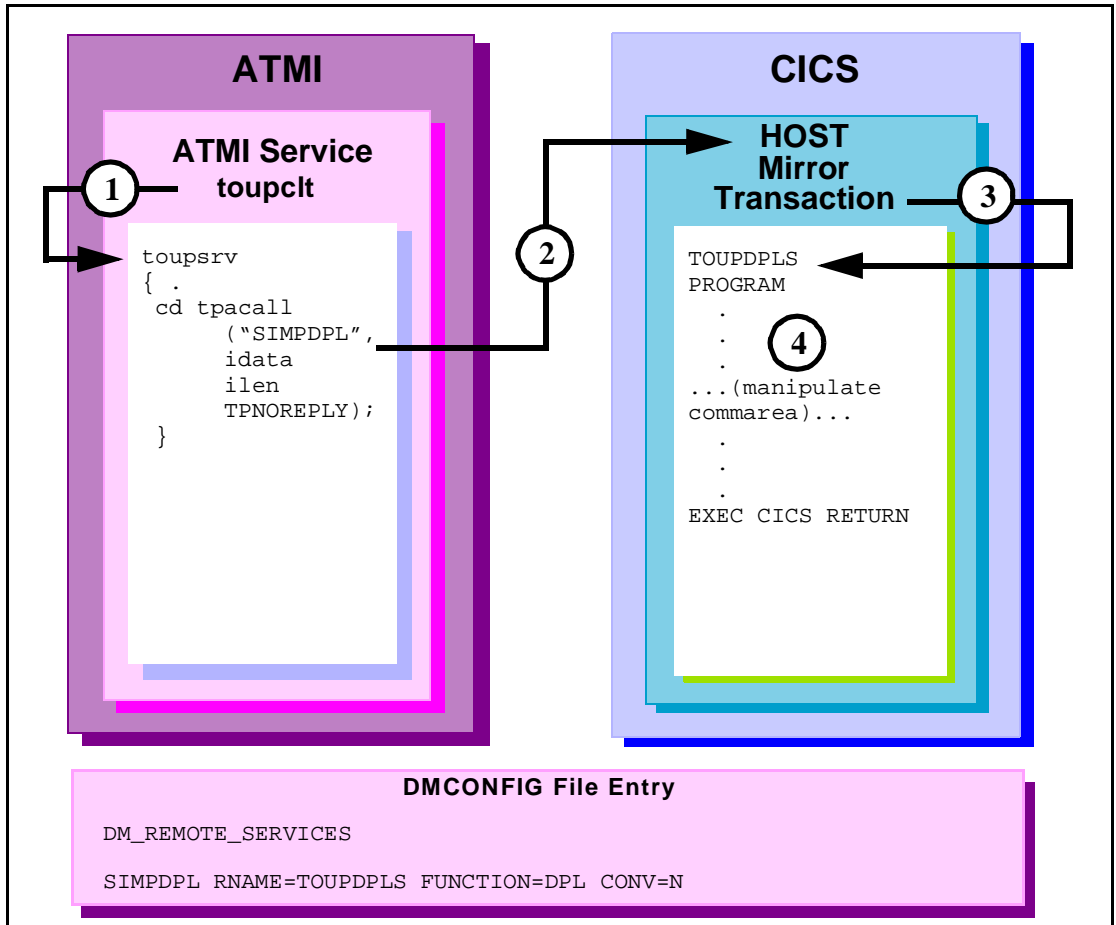 ATMI
ATMI Service
toupclt
1
toupsrv
{ .
cd tpacall
(“SIMPDPL”,
idata
ilen
TPNOREPLY);
}
2
CICS
HOST
Mirror
Transaction
3
TOUPDPLS
PROGRAM
.
.
.
4
...(manipulate
commarea)...
.
.
.
EXEC CICS RETURN
DMCONFIG File Entry
DM_REMOTE_SERVICES
SIMPDPL RNAME=TOUPDPLS FUNCTION=DPL CONV=N